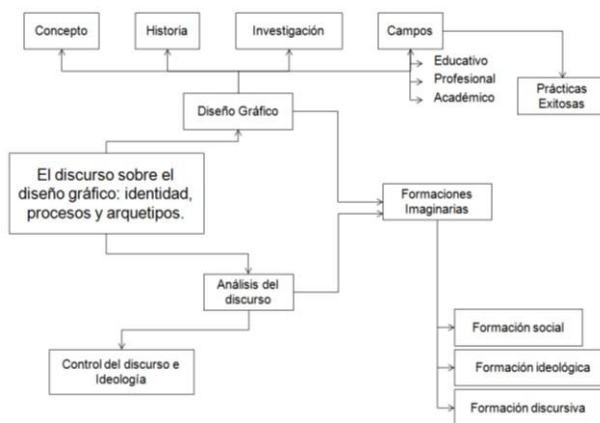 Concepto
Historia
Investigación
Campos
Educativo
Profesional
Académico
Prácticas
Exitosas
Diseño Gráfico
El discurso sobre el
diseño gráfico: identidad,
procesos y arquetipos.
Formaciones
Imaginarias
Análisis del
discurso
Control del discurso e
Ideología
Formación social
Formación ideológica
Formación discursiva